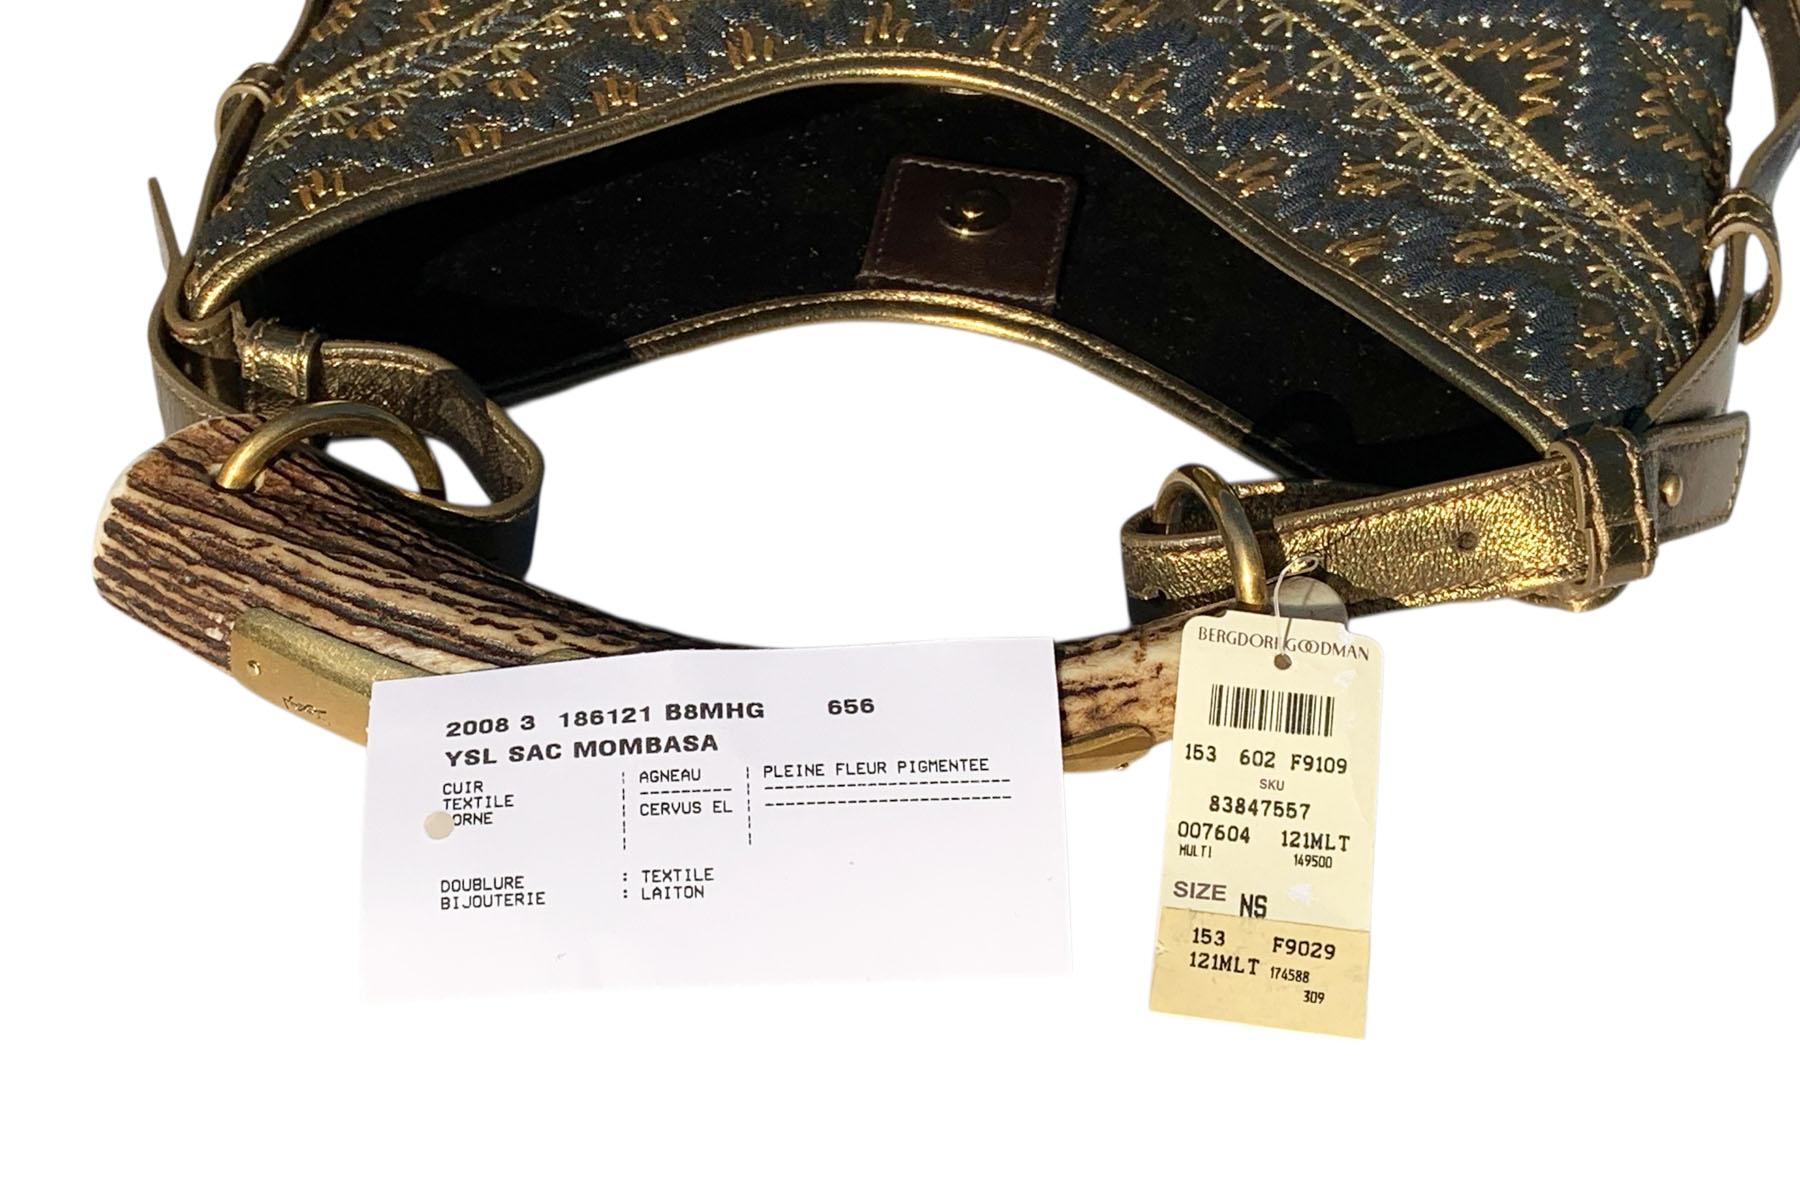 2008 3 186121 B8MHG 656
YSL SAC MOMBASA
CUIR ¦ AGNEAU ¦ PLEINE FLEUR PIGMENTEE
TEXTILE ¦ --------- ¦ ------------------------
ORNE ¦ CERVUS EL ¦ ------------------------
DOUBLURE : TEXTILE
BIJOUTERIE : LAITON
BERGDORF GOODMAN
153 602 F9109
SKU
83847557
007604 121MLT
MULTI 149500
SIZE NS
153 F9029
121MLT 174588
309